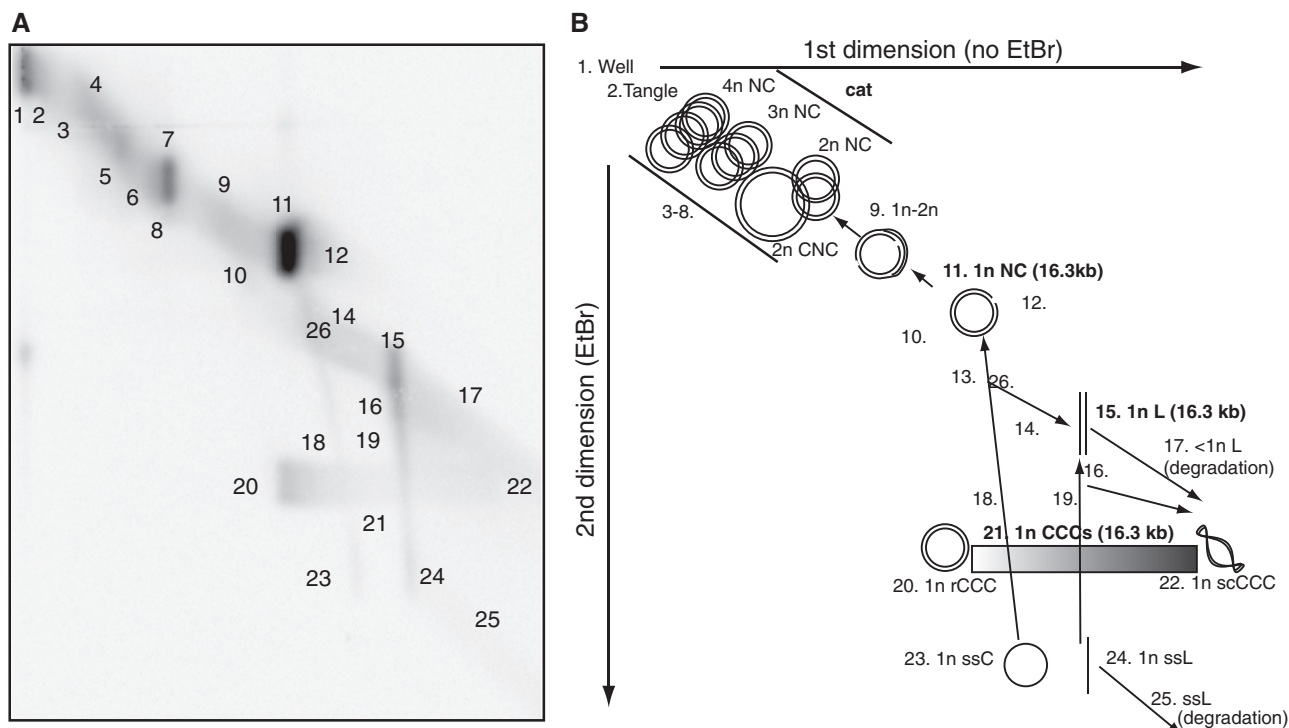 A
1
2
3
4
5
6
7
8
9
10
11
12
26
14
15
16
17
18
19
20
21
22
23
24
25
B
1st dimension (no EtBr)
2nd dimension (EtBr)
1. Well
2.Tangle
4n NC
3n NC
cat
2n NC
3-8.
2n CNC
9. 1n-2n
11. 1n NC (16.3kb)
12.
10.
13.
26.
14.
15. 1n L (16.3 kb)
17. <1n L
(degradation)
16.
18.
19.
21. 1n CCCs (16.3 kb)
20. 1n rCCC
22. 1n scCCC
23. 1n ssC
24. 1n ssL
25. ssL
(degradation)